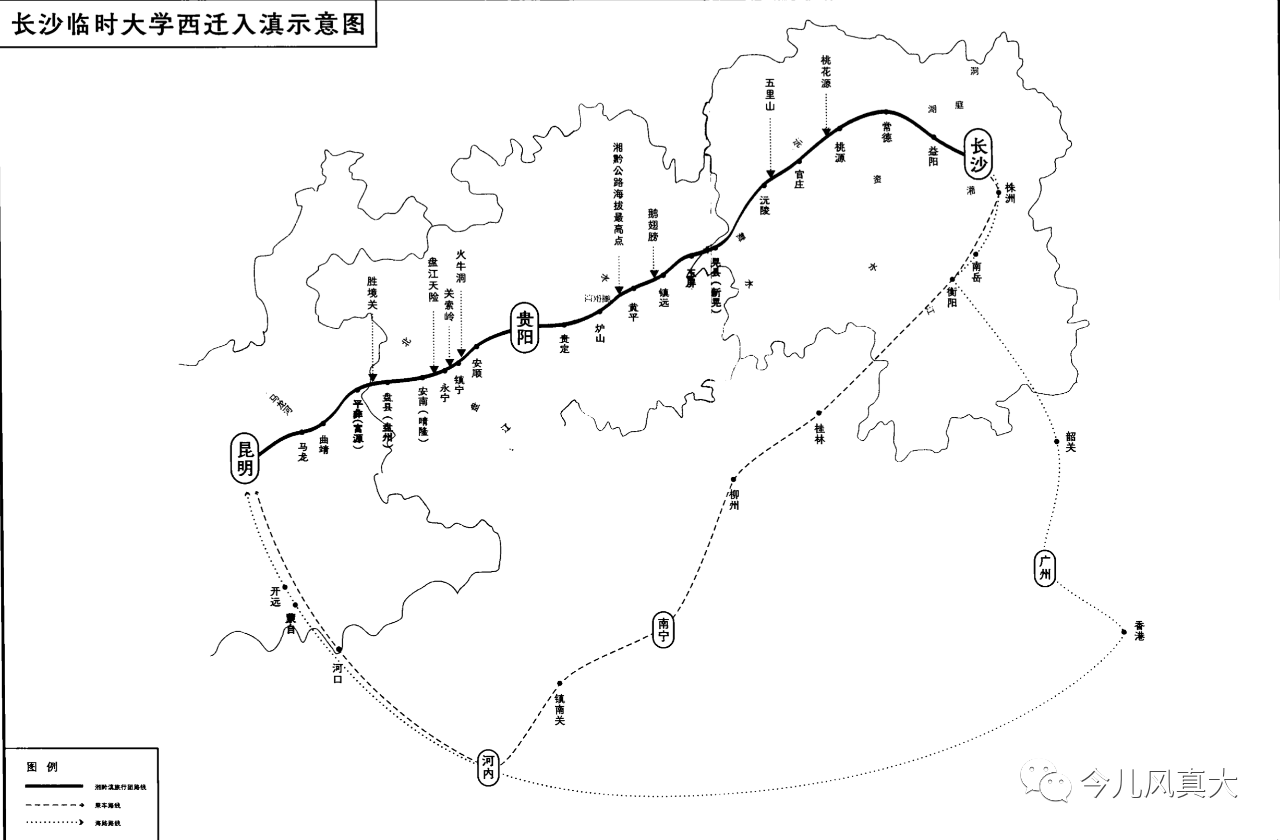 长沙临时大学西迁入滇示意图
桃花源
五里山
洞
庭
湖
湘黔公路海拔最高点
鹅翅膀
火牛洞
盘江天险
关索岭
胜境关
长沙
益阳
常德
桃源
官庄
沅陵
沅
资
湘
水
江
晃县（新晃）
玉屏
镇远
黄平
炉山
贵定
贵阳
水
安顺
镇宁
永宁
安南（晴隆）
盘县（盘州）
平彝（富源）
曲靖
马龙
昆明
北
盘
江
株洲
南岳
衡阳
桂林
柳州
南宁
镇南关
河内
韶关
广州
香港
开远
蒙自
河口
图 例
湘黔滇旅行团路线
乘车路线
海路路线
今儿风真大